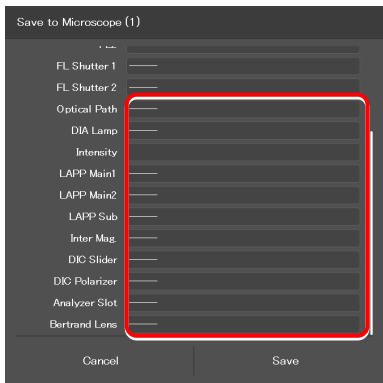 Save to Microscope (1)
FL Shutter 1
FL Shutter 2
Optical Path
DIA Lamp
Intensity
LAPP Main1
LAPP Main2
LAPP Sub
Inter Mag.
DIC Slider
DIC Polarizer
Analyzer Slot
Bertrand Lens
Cancel
Save